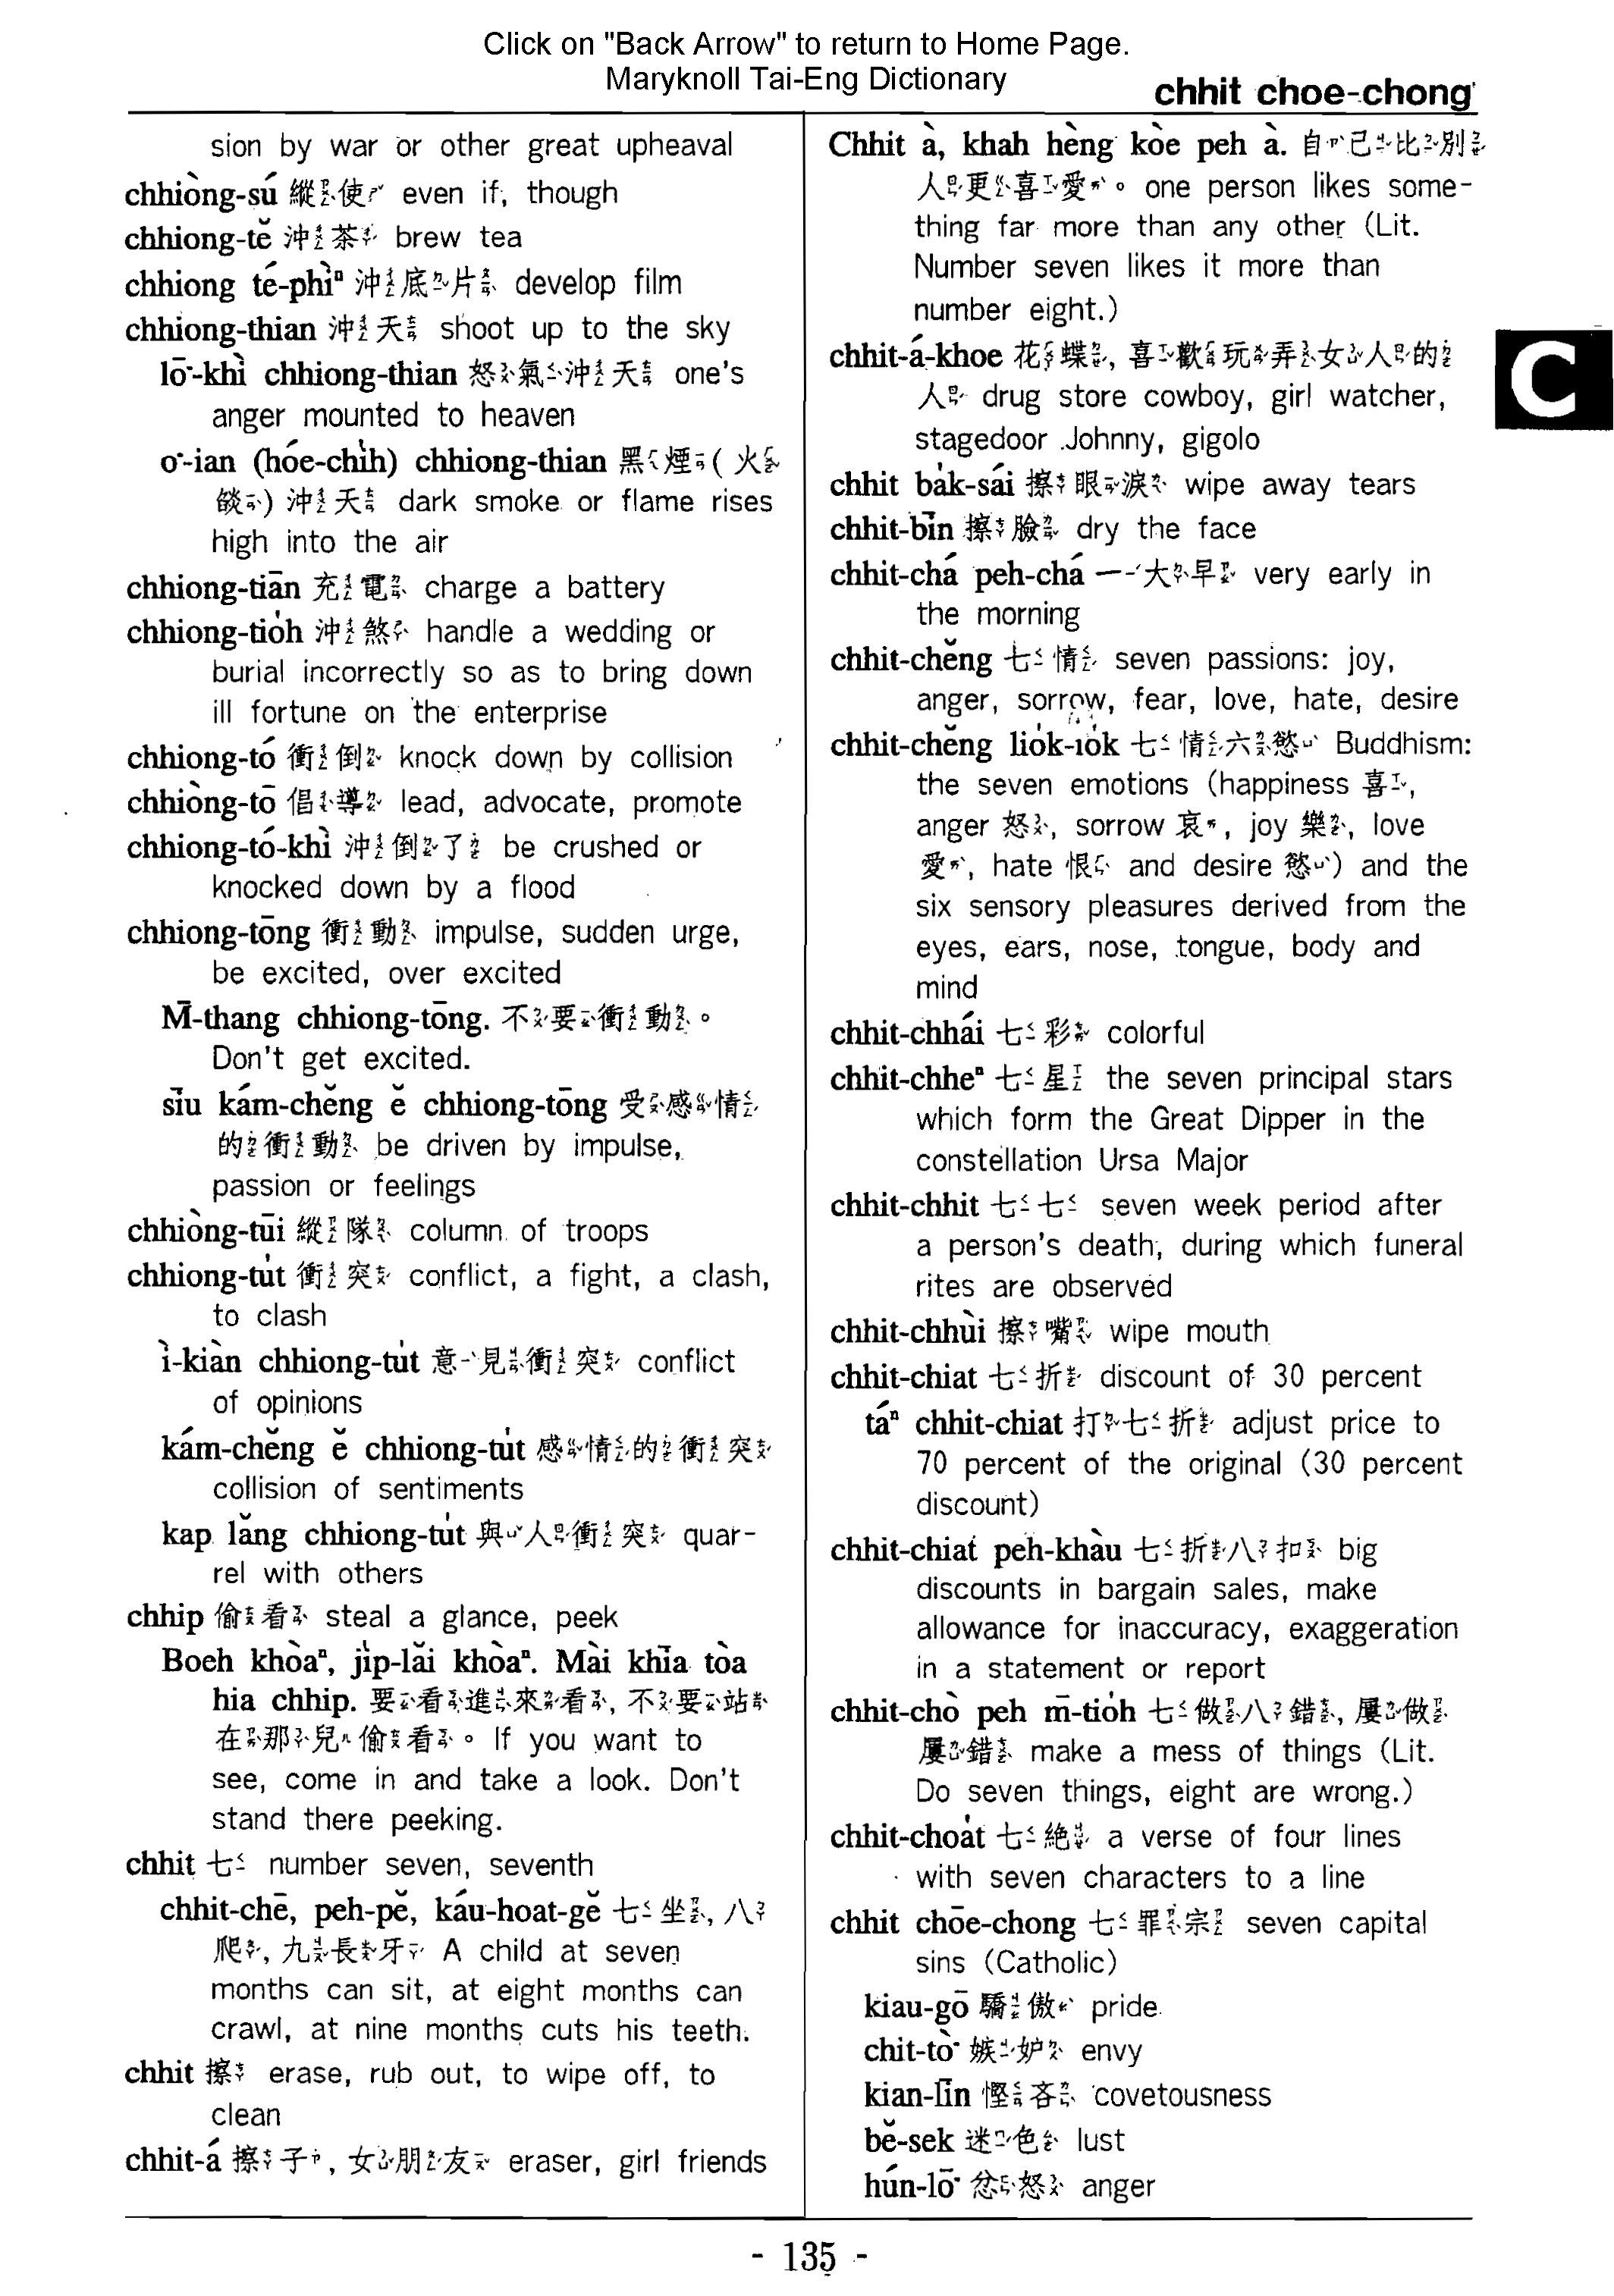 Click on "Back Arrow" to return to Home Page.
Maryknoll Tai-Eng Dictionary
chhit choe-chong
sion by war or other great upheaval
chhiòng-sú 縱使 even if, though
chhiong-tě 沖茶 brew tea
chhiong té-phìⁿ 沖底片 develop film
chhiong-thian 沖天 shoot up to the sky
lō͘-khì chhiong-thian 怒氣沖天 one's
anger mounted to heaven
o͘-ian (hóe-chi̍h) chhiong-thian 黑煙(火
燄)沖天 dark smoke or flame rises
high into the air
chhiong-tiān 充電 charge a battery
chhiong-tio̍h 沖煞 handle a wedding or
burial incorrectly so as to bring down
ill fortune on the enterprise
chhiong-tó 衝倒 knock down by collision
chhiòng-tō 倡導 lead, advocate, promote
chhiong-tó-khì 沖倒了 be crushed or
knocked down by a flood
chhiong-tōng 衝動 impulse, sudden urge,
be excited, over excited
M̄-thang chhiong-tōng. 不要衝動。
Don't get excited.
siū kám-chěng ě chhiong-tōng 受感情
的衝動 be driven by impulse,
passion or feelings
chhiòng-tūi 縱隊 column of troops
chhiong-tu̍t 衝突 conflict, a fight, a clash,
to clash
ì-kiàn chhiong-tu̍t 意見衝突 conflict
of opinions
kám-chěng ě chhiong-tu̍t 感情的衝突
collision of sentiments
kap lǎng chhiong-tu̍t 與人衝突 quar-
rel with others
chhip 偷看 steal a glance, peek
Boeh khòaⁿ, ji̍p-lǎi khòaⁿ. Mài khiā tòa
hia chhip. 要看進來看, 不要站
在那兒偷看。 If you want to
see, come in and take a look. Don't
stand there peeking.
chhit 七 number seven, seventh
chhit-chē, peh-pě, káu-hoat-gě 七坐, 八
爬, 九長牙 A child at seven
months can sit, at eight months can
crawl, at nine months cuts his teeth.
chhit 擦 erase, rub out, to wipe off, to
clean
chhit-á 擦子, 女朋友 eraser, girl friends
Chhit à, khah hèng kòe peh à. 自己比別
人更喜愛。 one person likes some-
thing far more than any other (Lit.
Number seven likes it more than
number eight.)
chhit-á-khoe 花蝶, 喜歡玩弄女人的
人 drug store cowboy, girl watcher,
stagedoor Johnny, gigolo
chhit ba̍k-sái 擦眼淚 wipe away tears
chhit-bīn 擦臉 dry the face
chhit-chá peh-chá 一大早 very early in
the morning
chhit-chěng 七情 seven passions: joy,
anger, sorrow, fear, love, hate, desire
chhit-chěng lio̍k-io̍k 七情六慾 Buddhism:
the seven emotions (happiness 喜,
anger 怒, sorrow 哀, joy 樂, love
愛, hate 恨 and desire 慾) and the
six sensory pleasures derived from the
eyes, ears, nose, tongue, body and
mind
chhit-chhái 七彩 colorful
chhit-chheⁿ 七星 the seven principal stars
which form the Great Dipper in the
constellation Ursa Major
chhit-chhit 七七 seven week period after
a person's death, during which funeral
rites are observed
chhit-chhùi 擦嘴 wipe mouth
chhit-chiat 七折 discount of 30 percent
táⁿ chhit-chiat 打七折 adjust price to
70 percent of the original (30 percent
discount)
chhit-chiat peh-khàu 七折八扣 big
discounts in bargain sales, make
allowance for inaccuracy, exaggeration
in a statement or report
chhit-chò peh m̄-tio̍h 七做八錯, 屢做
屢錯 make a mess of things (Lit.
Do seven things, eight are wrong.)
chhit-choa̍t 七絕 a verse of four lines
with seven characters to a line
chhit chōe-chong 七罪宗 seven capital
sins (Catholic)
kiau-gō 驕傲 pride
chit-tò͘ 嫉妒 envy
kian-līn 慳吝 covetousness
bě-sek 迷色 lust
hún-lō͘ 忿怒 anger
C
- 135 -